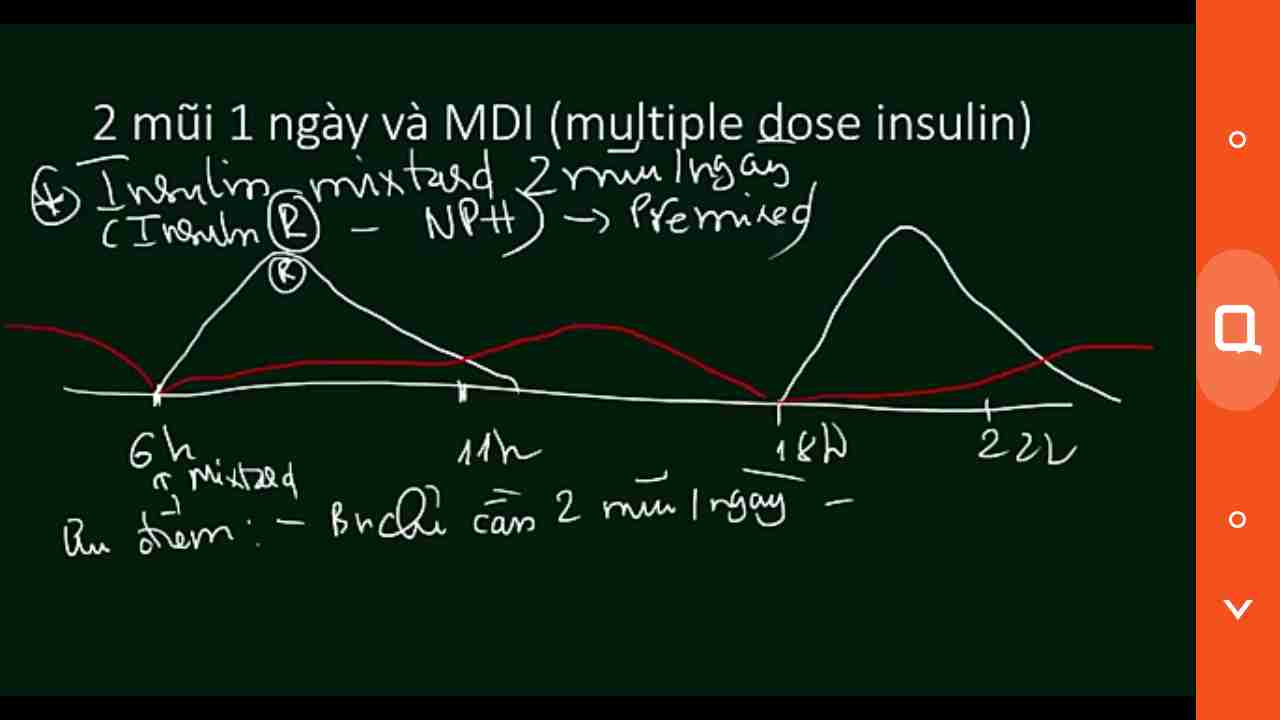 2 mũi 1 ngày và MDI (multiple dose insulin)
Insulin mixtard 2 mũi 1 ngày
(Insulin R - NPH) → Premixed
R
6h 11h 18h 22h
↑ Mixtard
Ưu điểm: - Bn chỉ cần 2 mũi 1 ngày -